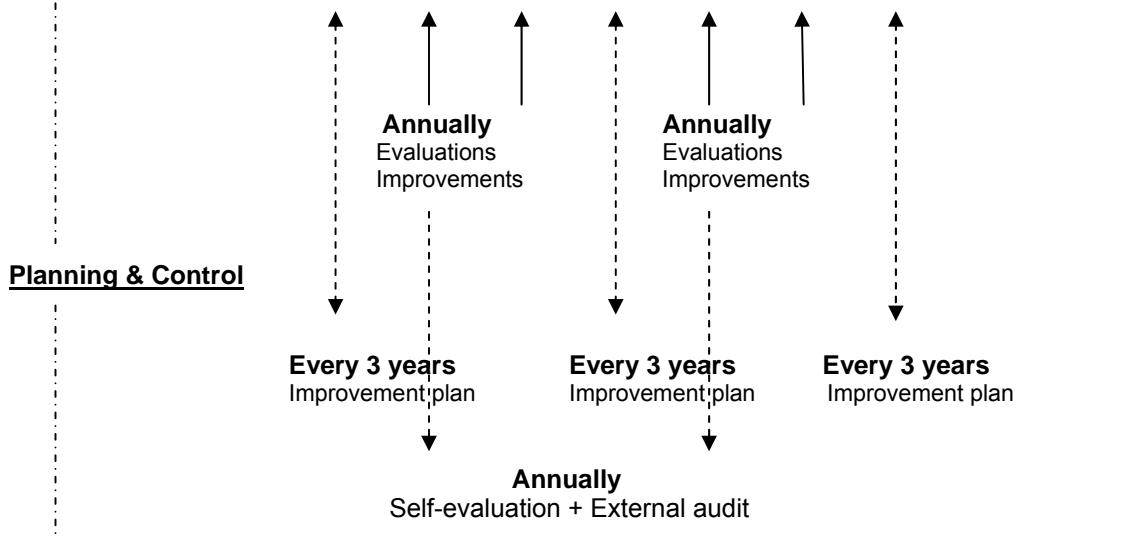 Annually Annually
Evaluations Evaluations
Improvements Improvements
Planning & Control
Every 3 years Every 3 years Every 3 years
Improvement plan Improvement plan Improvement plan
Annually
Self-evaluation + External audit